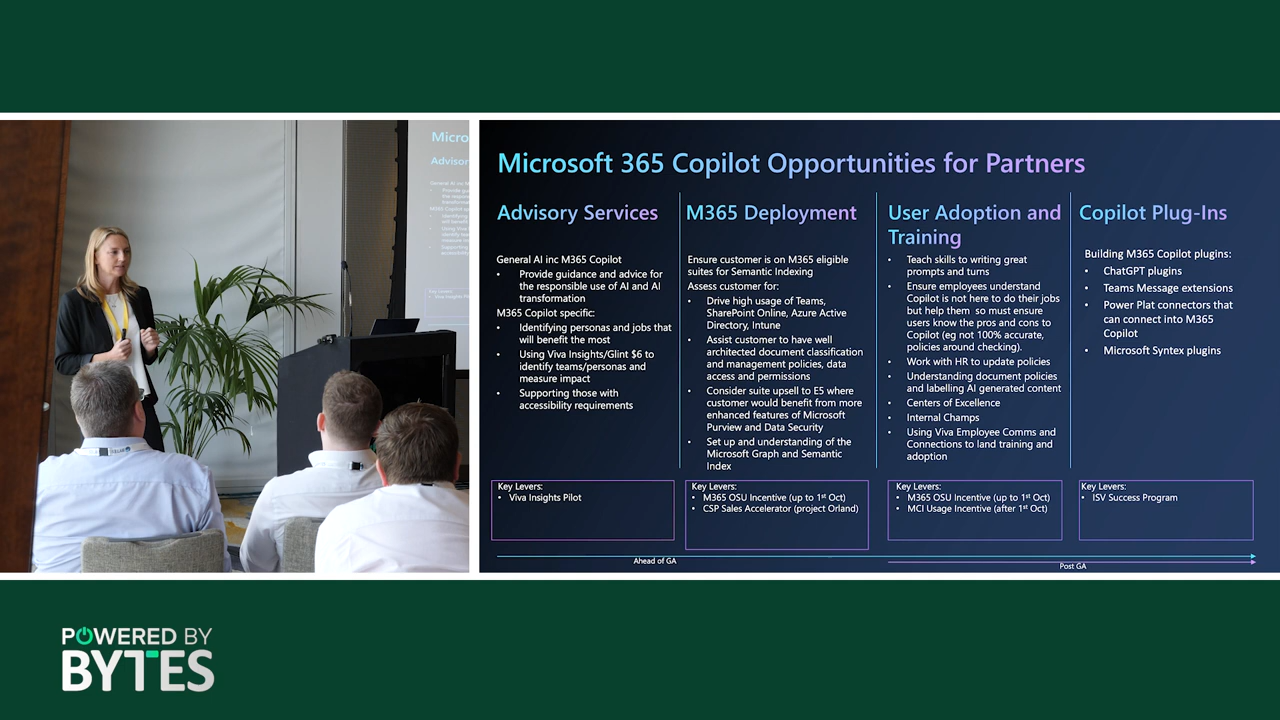 Micro
Advisor
Microsoft 365 Copilot Opportunities for Partners
Advisory Services
General AI inc M365 Copilot
• Provide guidance and advice for
the responsible use of AI and AI
transformation
M365 Copilot specific:
• Identifying personas and jobs that
will benefit the most
• Using Viva Insights/Glint $6 to
identify teams/personas and
measure impact
• Supporting those with
accessibility requirements
Key Levers:
• Viva Insights Pilot
M365 Deployment
Ensure customer is on M365 eligible
suites for Semantic Indexing
Assess customer for:
• Drive high usage of Teams,
SharePoint Online, Azure Active
Directory, Intune
• Assist customer to have well
architected document classification
and management policies, data
access and permissions
• Consider suite upsell to E5 where
customer would benefit from more
enhanced features of Microsoft
Purview and Data Security
• Set up and understanding of the
Microsoft Graph and Semantic
Index
Key Levers:
• M365 OSU Incentive (up to 1st Oct)
• CSP Sales Accelerator (project Orland)
User Adoption and
Training
• Teach skills to writing great
prompts and turns
• Ensure employees understand
Copilot is not here to do their jobs
but help them so must ensure
users know the pros and cons to
Copilot (eg not 100% accurate,
policies around checking).
• Work with HR to update policies
• Understanding document policies
and labelling AI generated content
• Centers of Excellence
• Internal Champs
• Using Viva Employee Comms and
Connections to land training and
adoption
Key Levers:
• M365 OSU Incentive (up to 1st Oct)
• MCI Usage Incentive (after 1st Oct)
Copilot Plug-Ins
Building M365 Copilot plugins:
• ChatGPT plugins
• Teams Message extensions
• Power Plat connectors that
can connect into M365
Copilot
• Microsoft Syntex plugins
Key Levers:
• ISV Success Program
Ahead of GA
Post GA
POWERED BY
BYTES